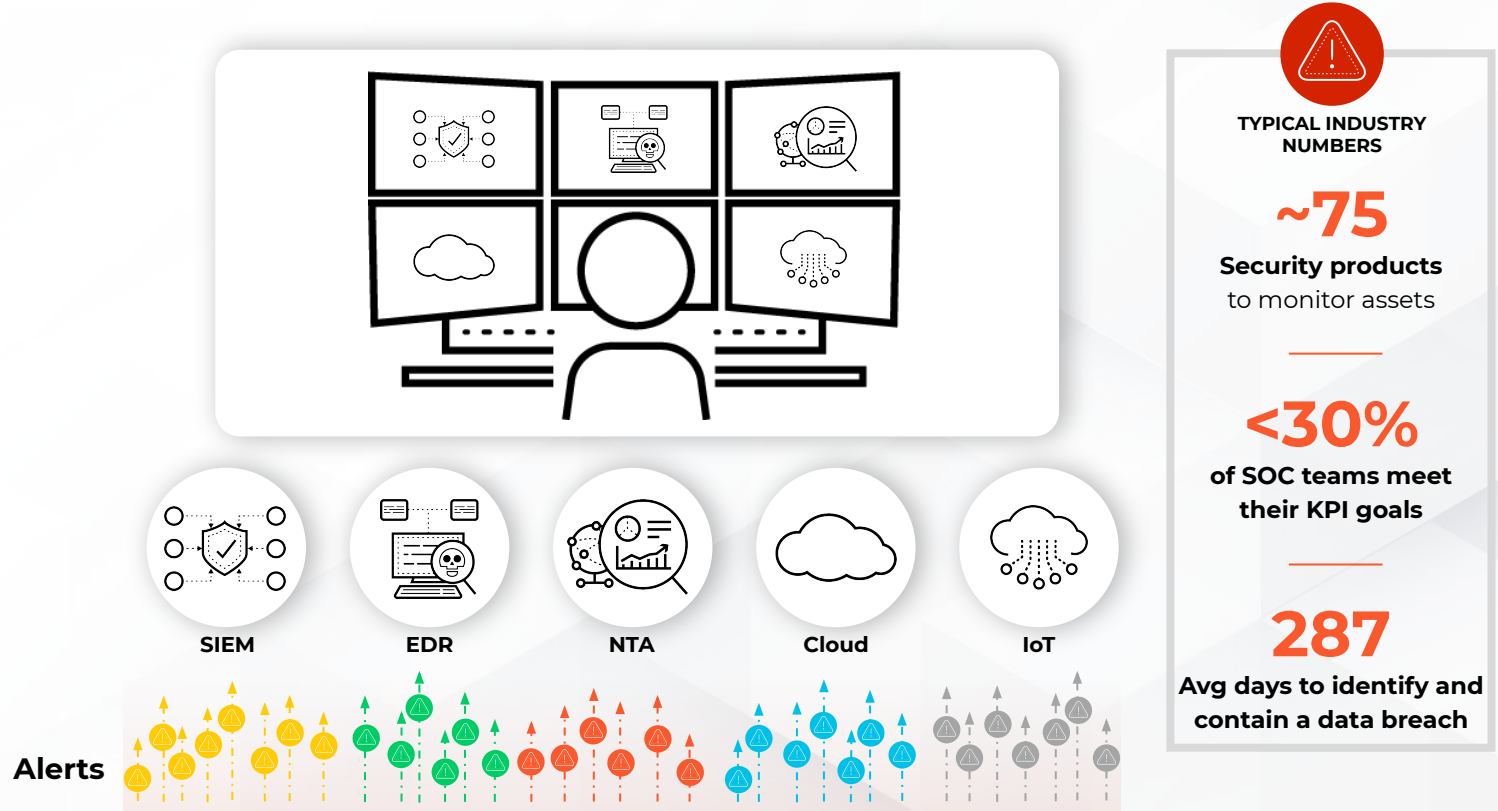 TYPICAL INDUSTRY
NUMBERS
~75
Security products
to monitor assets
<30%
of SOC teams meet
their KPI goals
287
Avg days to identify and
contain a data breach
SIEM
EDR
NTA
Cloud
IoT
Alerts